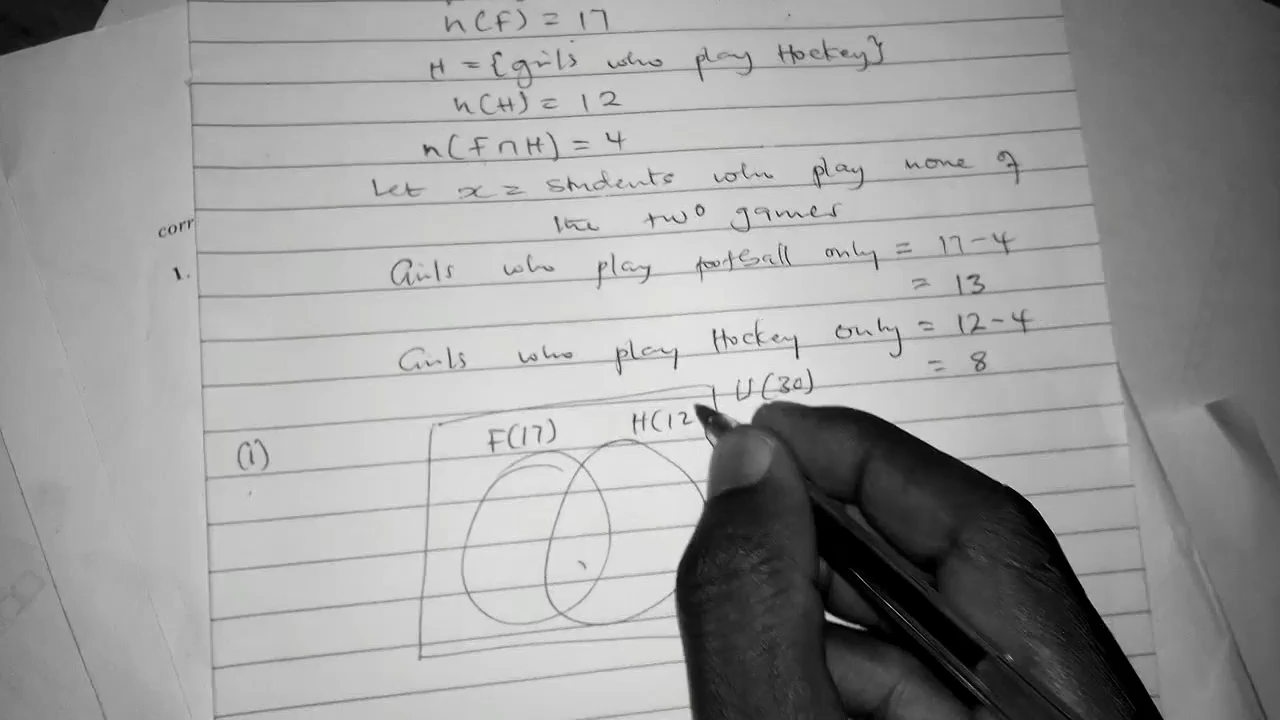 n(F) = 17
H = {girls who play Hockey}
n(H) = 12
n(F∩H) = 4
Let x = students who play none of
the two games
corr
1.
Girls who play football only = 17-4
= 13
Girls who play Hockey only = 12-4
= 8
U(30)
(i)
F(17) H(12